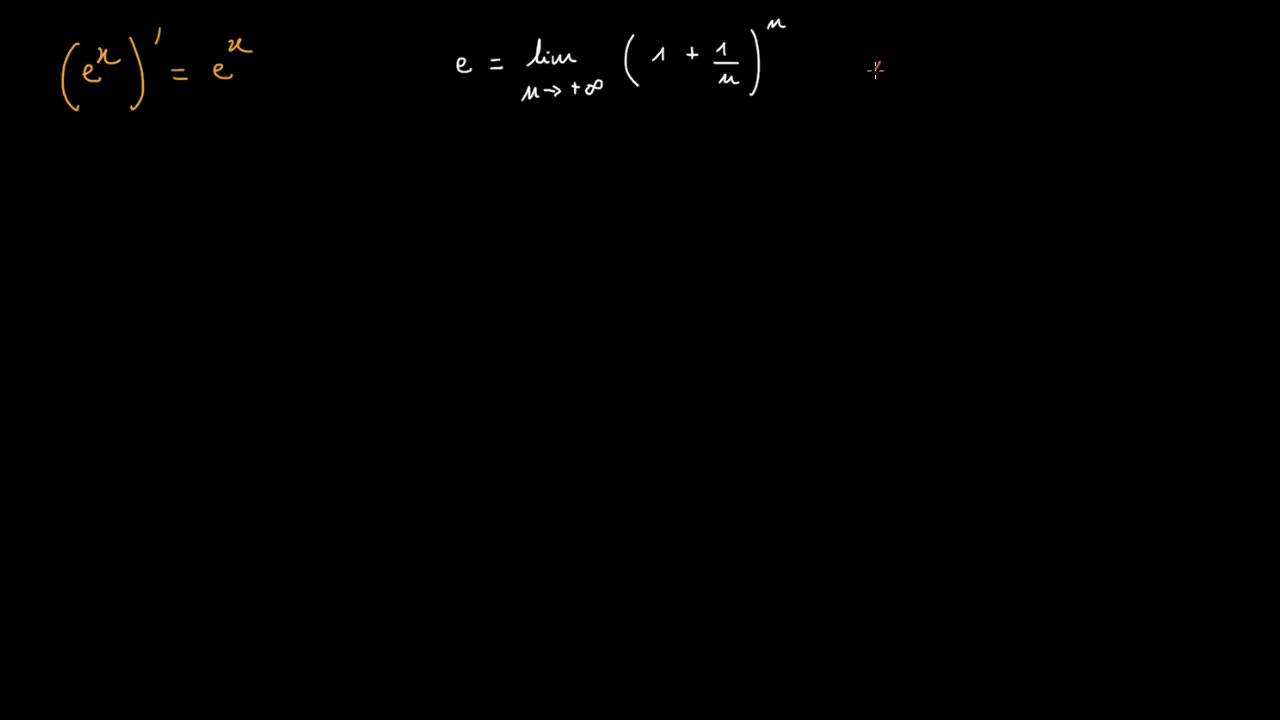 (e^x)' = e^x
e = lim_{n→+∞} (1 + 1/n)^n